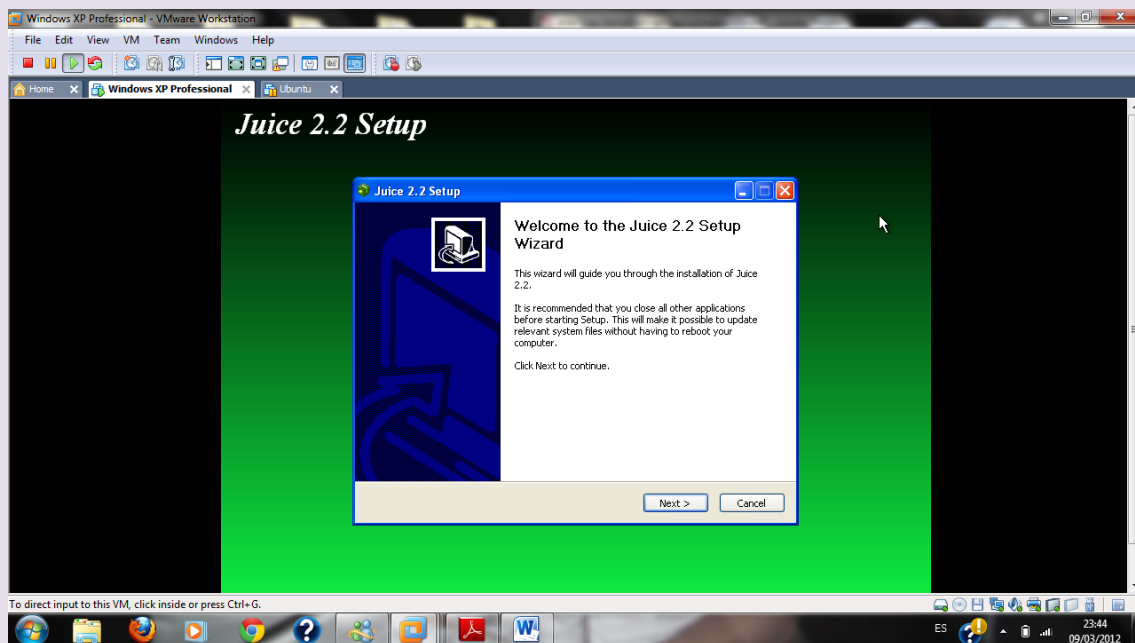 Windows XP Professional - VMware Workstation
File Edit View VM Team Windows Help
Home Windows XP Professional Ubuntu
Juice 2.2 Setup
Juice 2.2 Setup
Welcome to the Juice 2.2 Setup
Wizard
This wizard will guide you through the installation of Juice
2.2.
It is recommended that you close all other applications
before starting Setup. This will make it possible to update
relevant system files without having to reboot your
computer.
Click Next to continue.
Next > Cancel
To direct input to this VM, click inside or press Ctrl+G.
ES
23:44
09/03/2012